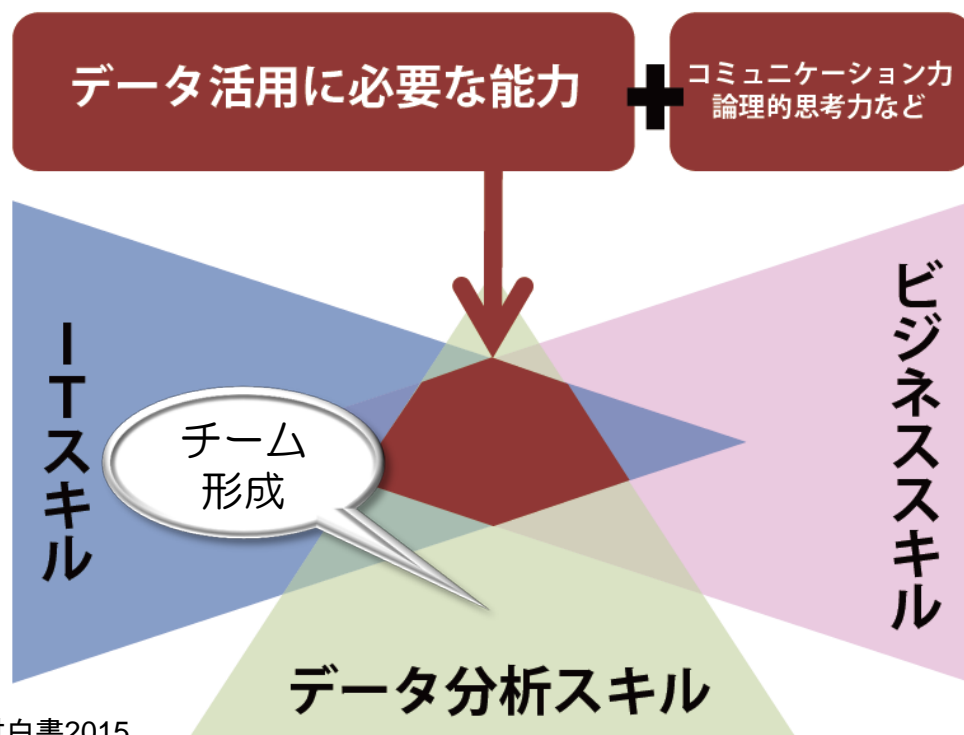 データ活用に必要な能力
コミュニケーション力
論理的思考力など
ITスキル
チーム
形成
ビジネススキル
データ分析スキル
白書2015